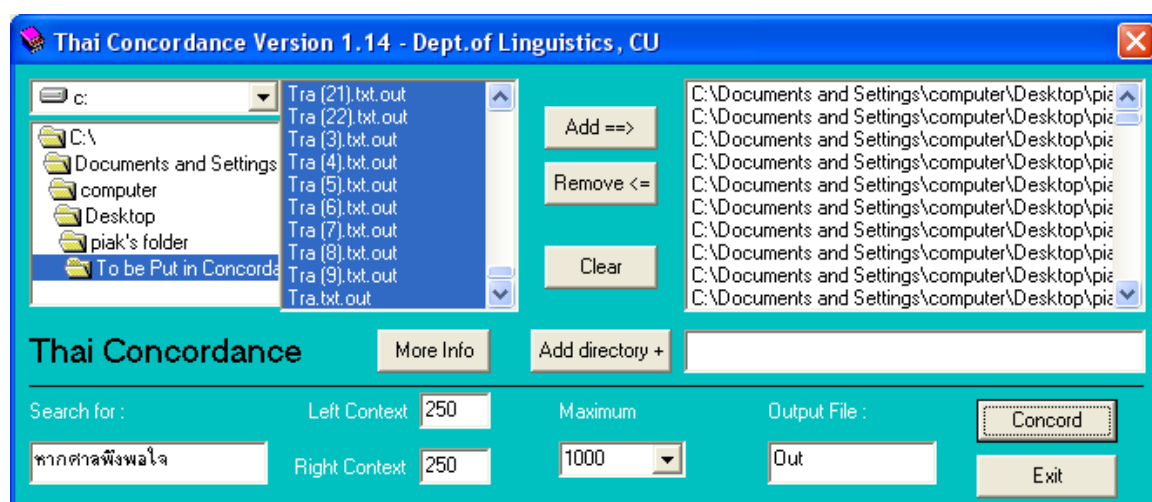 Thai Concordance Version 1.14 - Dept.of Linguistics, CU
c:
C:\
Documents and Settings
computer
Desktop
piak's folder
To be Put in Concorda
Tra (21).txt.out
Tra (22).txt.out
Tra (3).txt.out
Tra (4).txt.out
Tra (5).txt.out
Tra (6).txt.out
Tra (7).txt.out
Tra (8).txt.out
Tra (9).txt.out
Tra.txt.out
Add ==>
Remove <=
Clear
C:\Documents and Settings\computer\Desktop\pia
C:\Documents and Settings\computer\Desktop\pia
C:\Documents and Settings\computer\Desktop\pia
C:\Documents and Settings\computer\Desktop\pia
C:\Documents and Settings\computer\Desktop\pia
C:\Documents and Settings\computer\Desktop\pia
C:\Documents and Settings\computer\Desktop\pia
C:\Documents and Settings\computer\Desktop\pia
C:\Documents and Settings\computer\Desktop\pia
C:\Documents and Settings\computer\Desktop\pia
Thai Concordance
More Info
Add directory +
Search for :
หากศาลพึงพอใจ
Left Context 250
Right Context 250
Maximum
1000
Output File :
Out
Concord
Exit